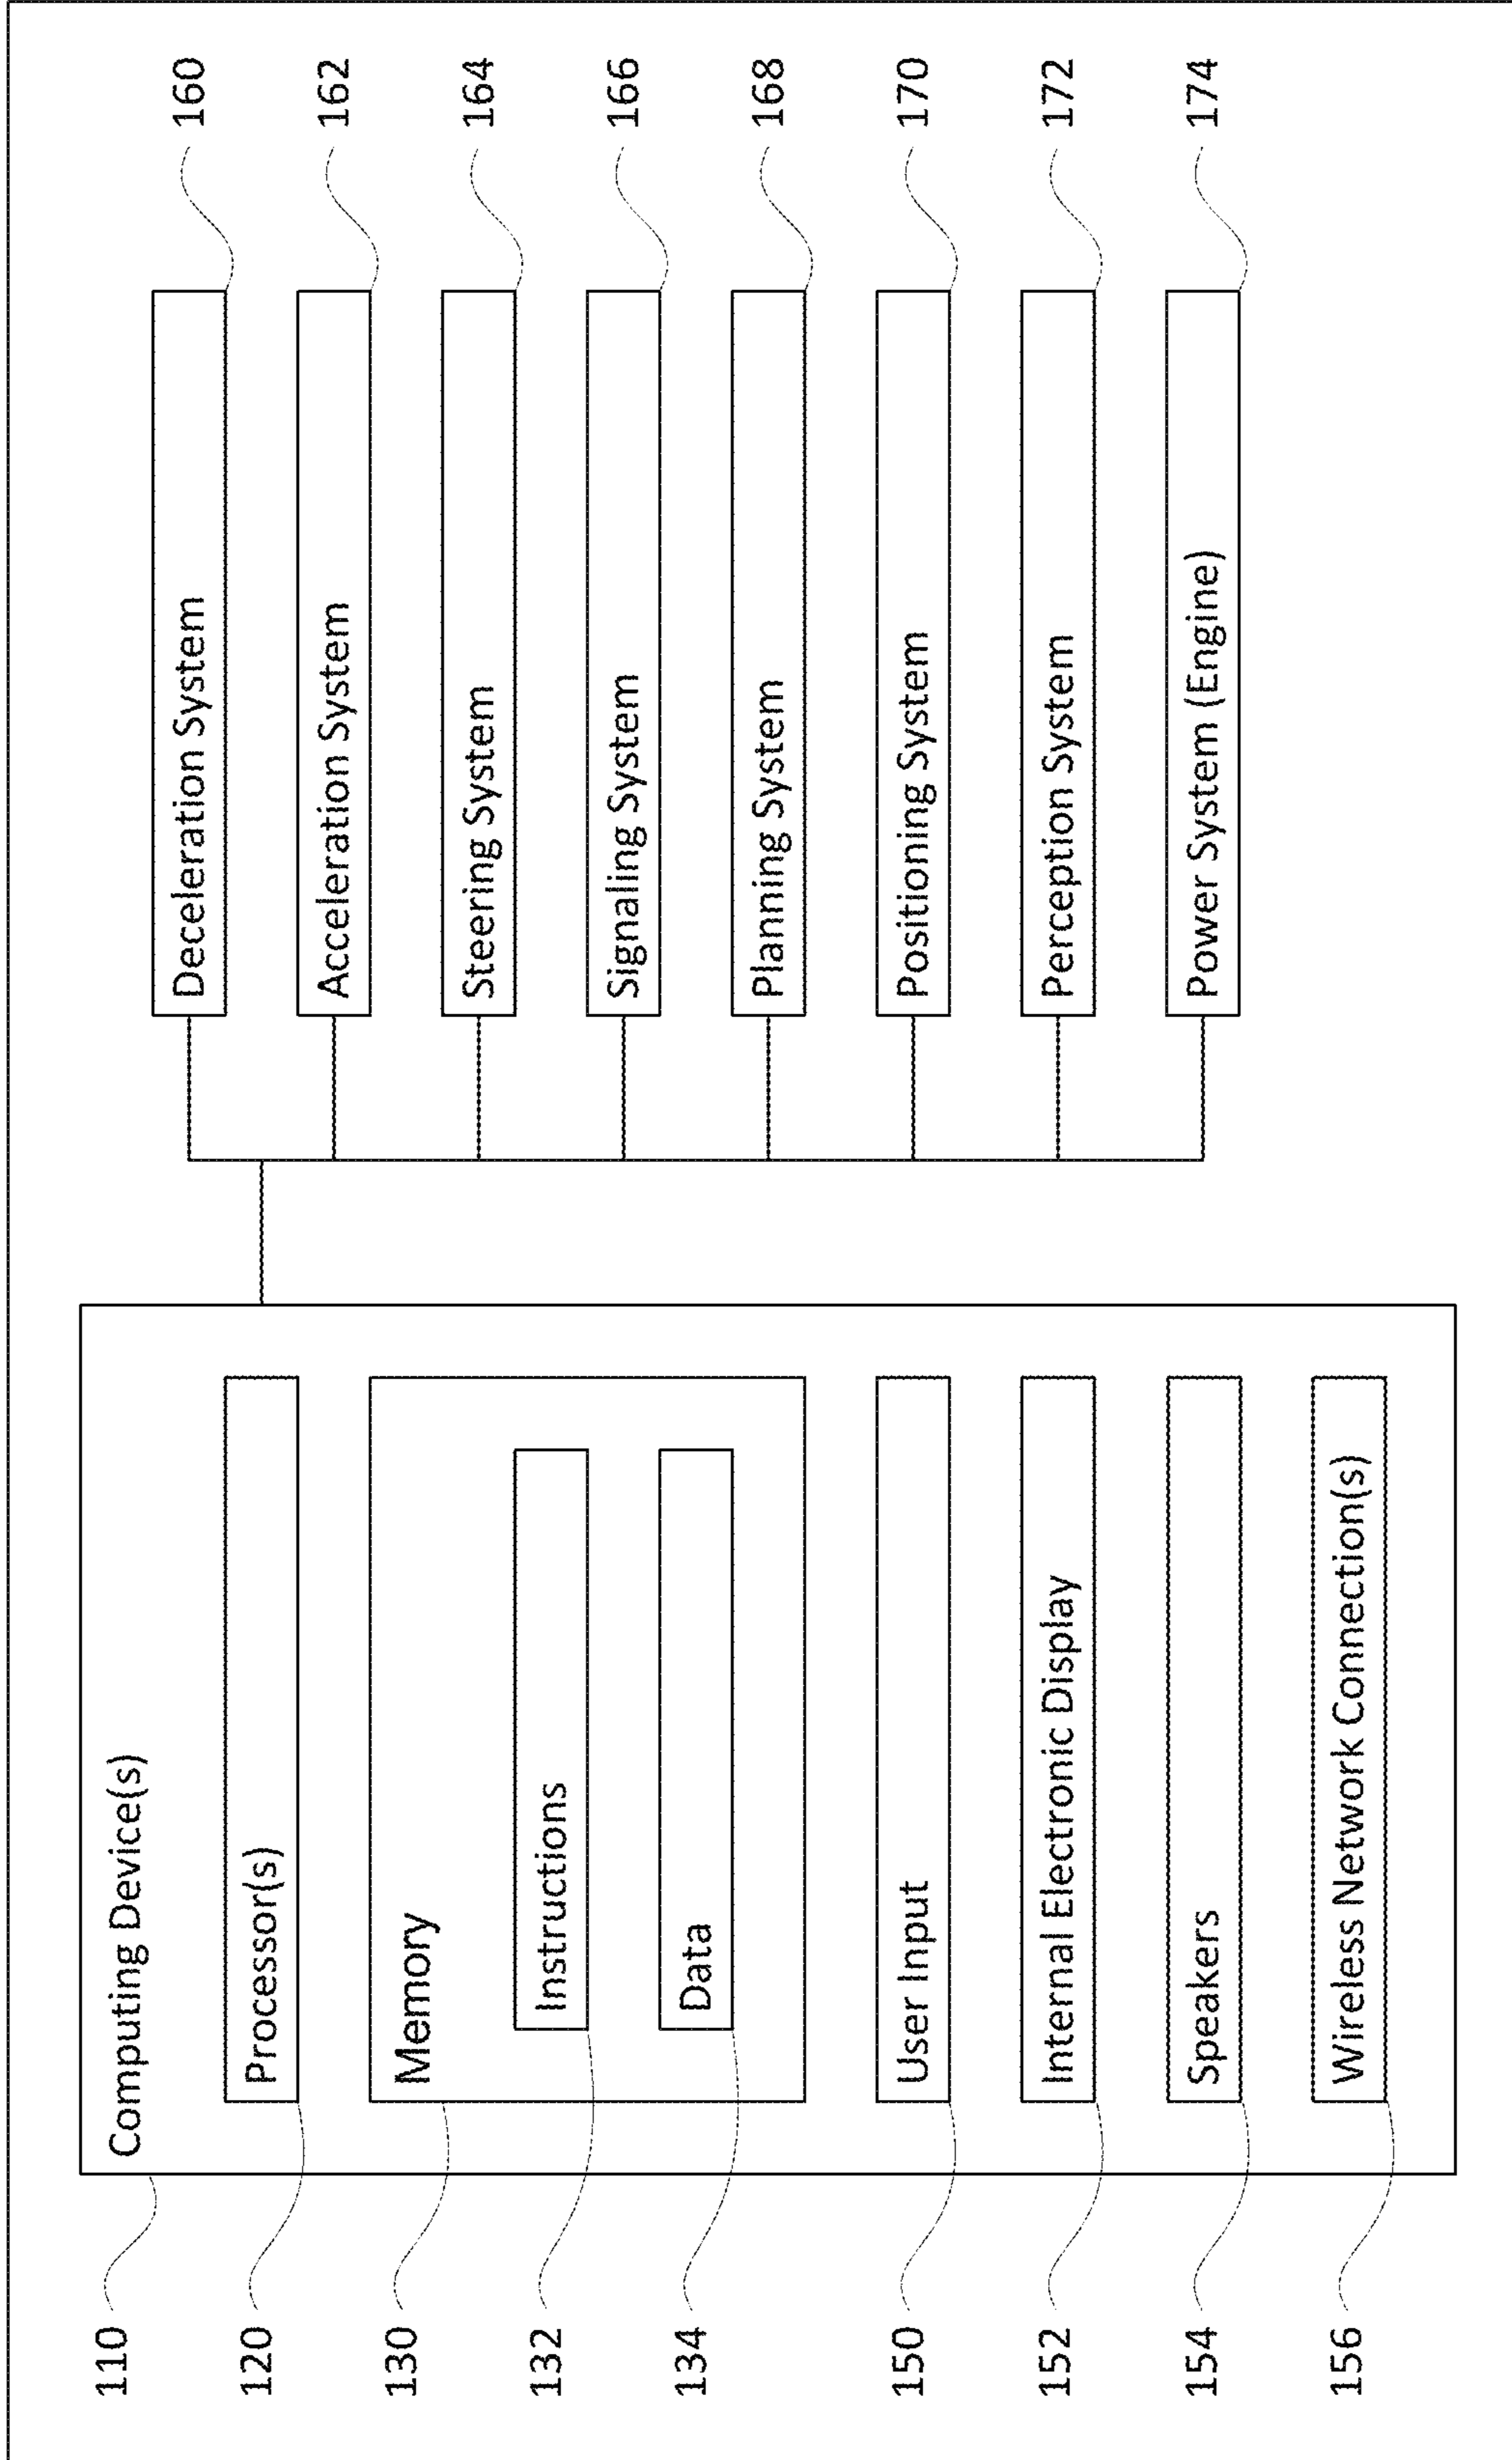 110
Computing Device(s)
120
Processor(s)
130
Memory
132
Instructions
134
Data
150
User Input
152
Internal Electronic Display
154
Speakers
156
Wireless Network Connection(s)
Deceleration System
160
Acceleration System
162
Steering System
164
Signaling System
166
Planning System
168
Positioning System
170
Perception System
172
Power System (Engine)
174